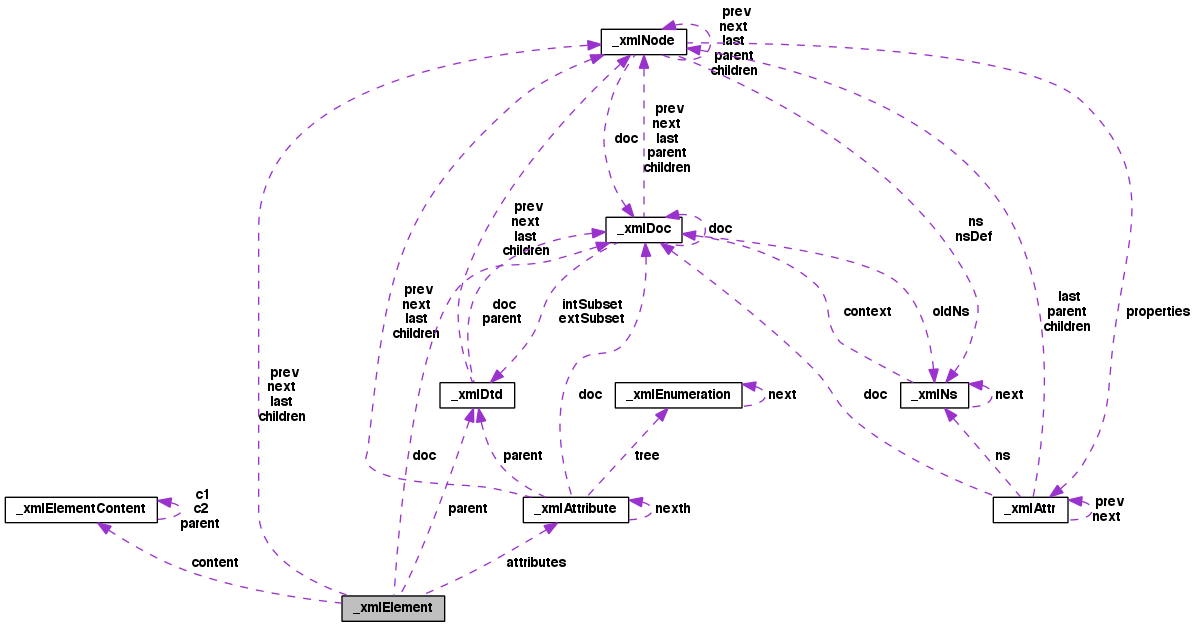 prev
next
last
parent
children
_xmlNode
prev
next
last
parent
children
doc
prev
next
last
children
ns
nsDef
_xmlDoc
doc
prev
next
last
children
doc
parent
intSubset
extSubset
context
oldNs
last
parent
children
properties
prev
next
last
children
_xmlDtd
doc
_xmlEnumeration
next
doc
_xmlNs
next
doc
parent
tree
ns
_xmlElementContent
c1
c2
parent
parent
_xmlAttribute
nexth
_xmlAttr
prev
next
content
attributes
_xmlElement